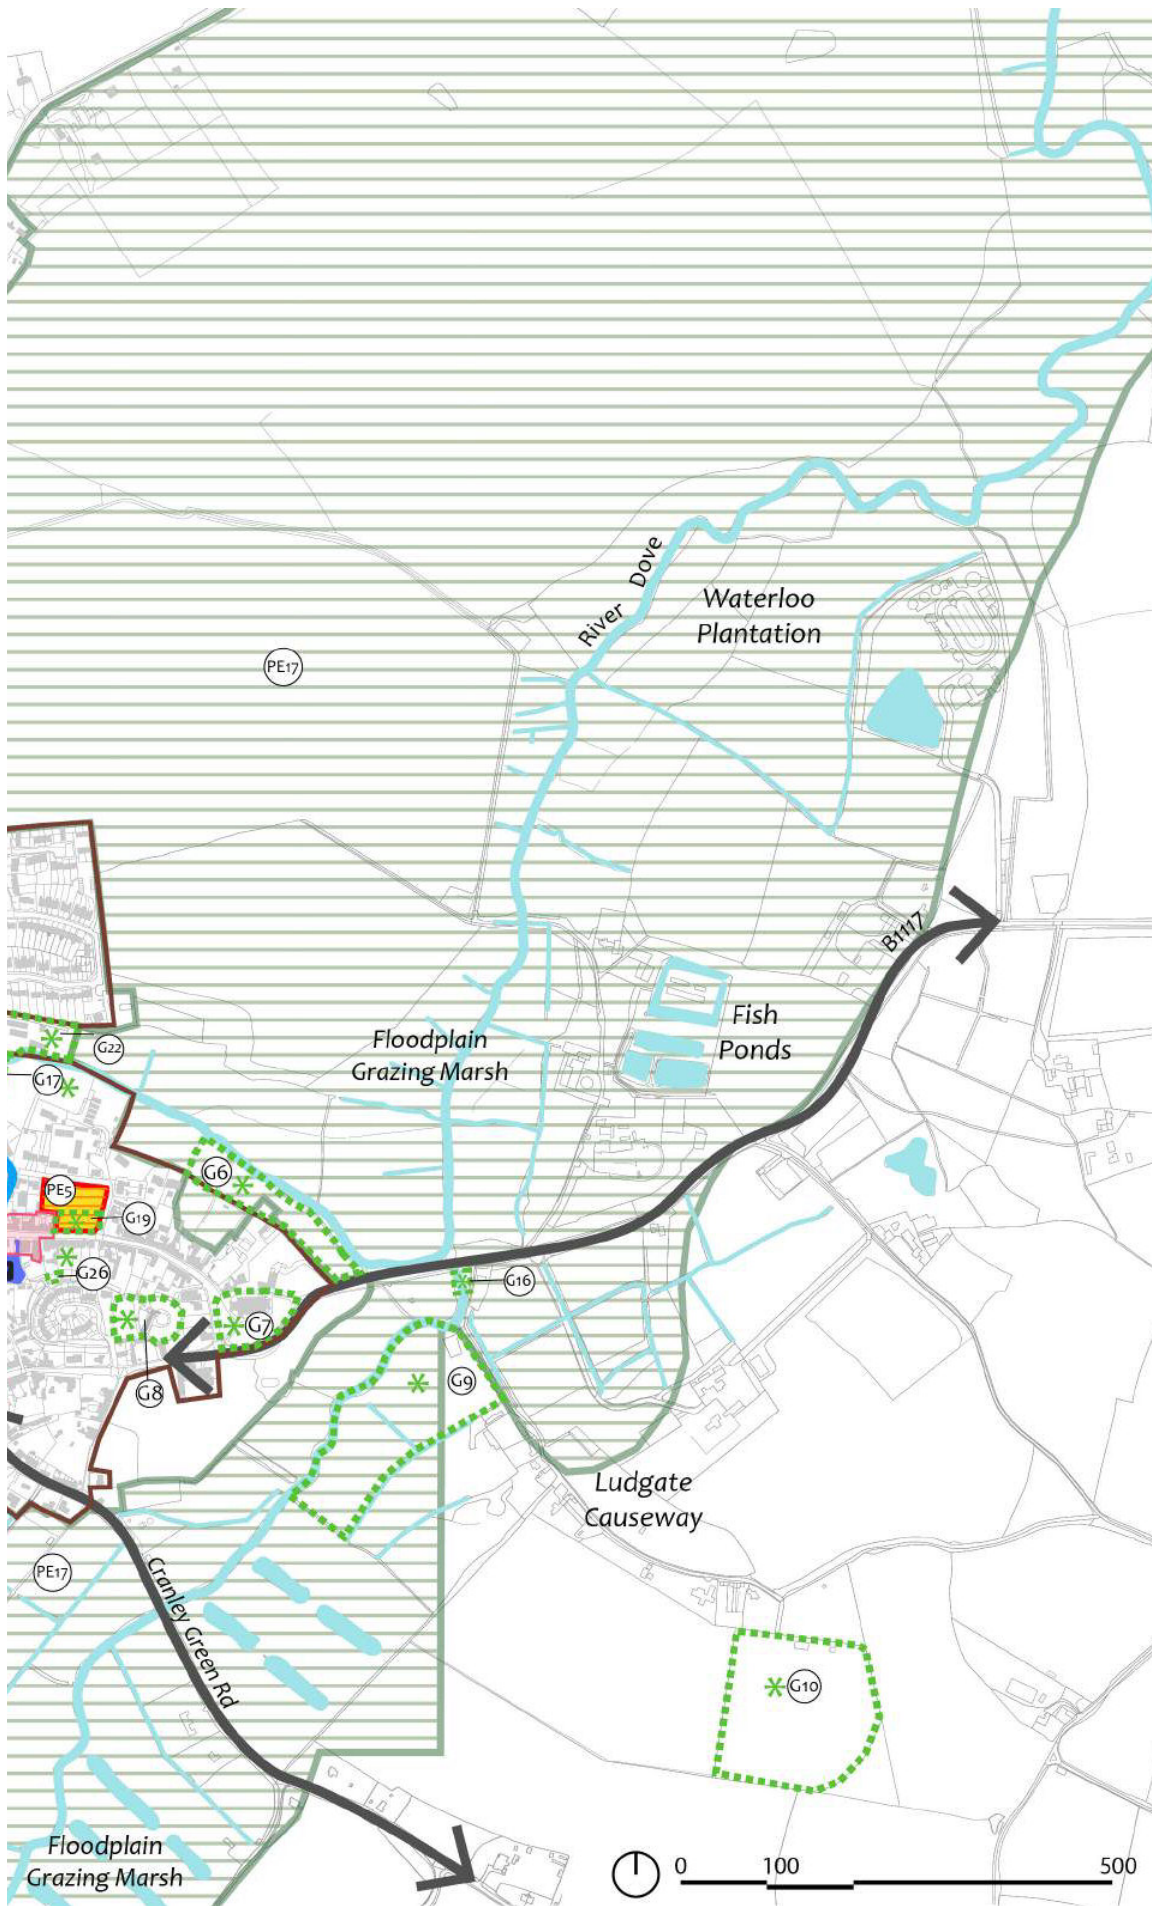 River Dove
Waterloo
Plantation
PE17
B1117
Fish
Ponds
Floodplain
Grazing Marsh
G22
G17
G6
PE5
G19
G26
G16
G7
G8
G9
Ludgate
Causeway
PE17
Cranley Green Rd
G10
Floodplain
Grazing Marsh
0 100 500